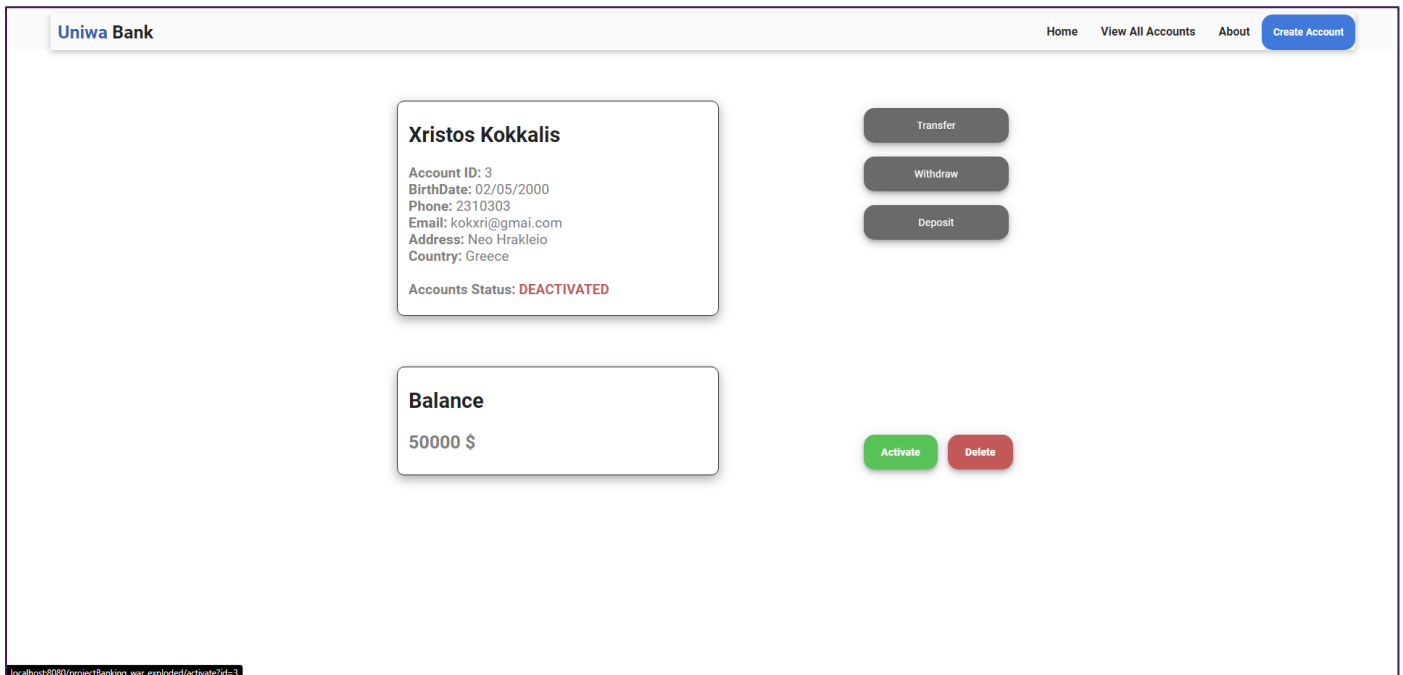 Uniwa Bank
Home View All Accounts About Create Account
Xristos Kokkalis
Account ID: 3
BirthDate: 02/05/2000
Phone: 2310303
Email: kokxri@gmai.com
Address: Neo Hrakleio
Country: Greece
Accounts Status: DEACTIVATED
Transfer
Withdraw
Deposit
Balance
50000 $
Activate Delete
localhost:8080/projectBanking_war_exploded/activate?id=3